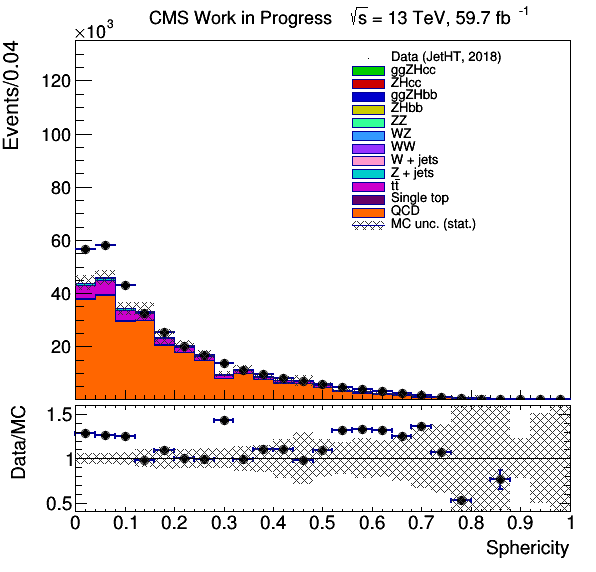 CMS Work in Progress √s = 13 TeV, 59.7 fb⁻¹
×10³
Events/0.04
120
100
80
60
40
20
Data (JetHT, 2018)
ggZHcc
ZHcc
ggZHbb
ZHbb
ZZ
WZ
WW
W + jets
Z + jets
tt̄
Single top
QCD
MC unc. (stat.)
Data/MC
1.5
1
0.5
0 0.1 0.2 0.3 0.4 0.5 0.6 0.7 0.8 0.9 1
Sphericity